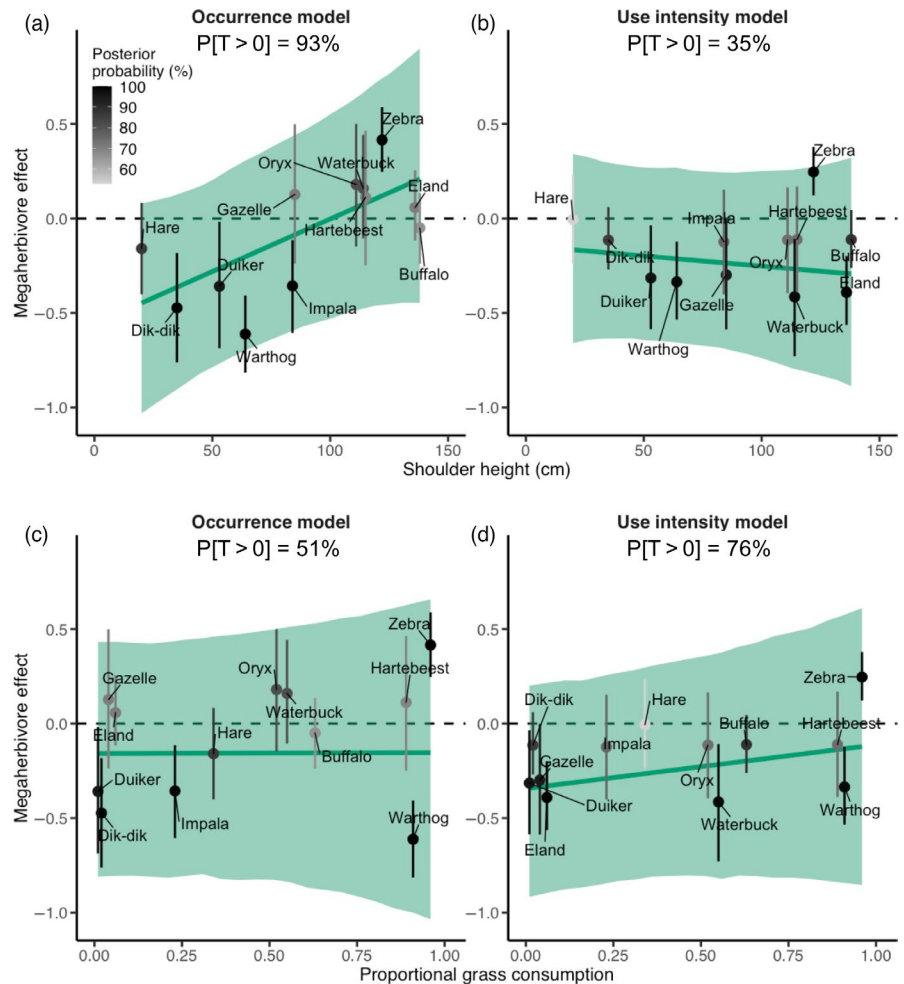 (a)
Occurrence model
P[T > 0] = 93%
Posterior
probability (%)
100
90
80
70
60
Megaherbivore effect
0.5
0.0
−0.5
−1.0
Zebra
Oryx
Waterbuck
Eland
Gazelle
Hartebeest
Hare
Buffalo
Duiker
Impala
Dik-dik
Warthog
0
50
100
150
(b)
Use intensity model
P[T > 0] = 35%
0.5
0.0
−0.5
−1.0
Zebra
Hare
Impala
Hartebeest
Dik-dik
Oryx
Buffalo
Eland
Duiker
Gazelle
Waterbuck
Warthog
0
50
100
150
Shoulder height (cm)
(c)
Occurrence model
P[T > 0] = 51%
Megaherbivore effect
0.5
0.0
−0.5
−1.0
Zebra
Gazelle
Oryx
Hartebeest
Eland
Hare
Waterbuck
Buffalo
Duiker
Dik-dik
Impala
Warthog
0.00
0.25
0.50
0.75
1.00
(d)
Use intensity model
P[T > 0] = 76%
0.5
0.0
−0.5
−1.0
Zebra
Dik-dik
Hare
Buffalo
Hartebeest
Impala
Gazelle
Oryx
Duiker
Waterbuck
Warthog
Eland
0.00
0.25
0.50
0.75
1.00
Proportional grass consumption